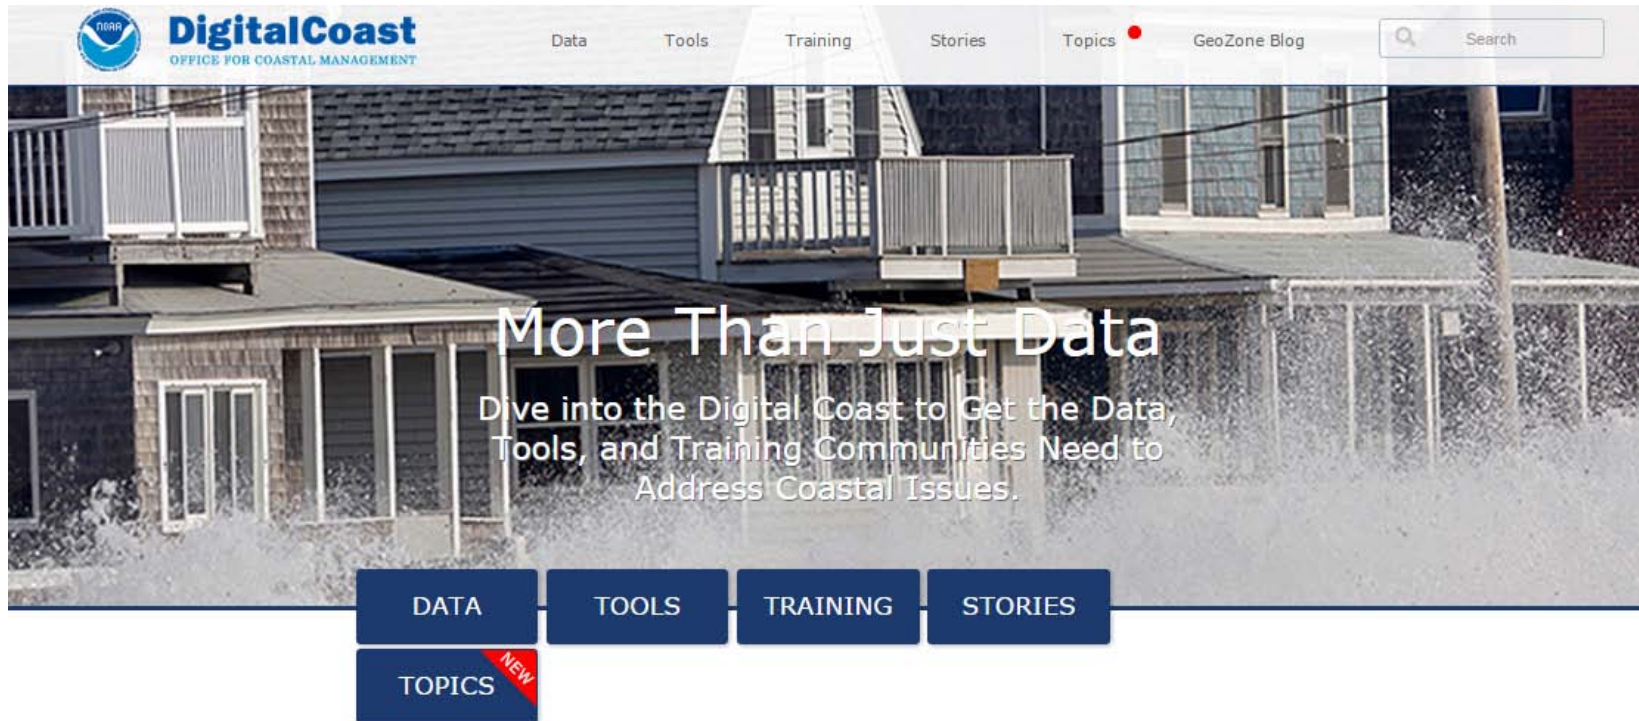 NOAA
DigitalCoast
OFFICE FOR COASTAL MANAGEMENT
Data
Tools
Training
Stories
Topics
GeoZone Blog
Search
More Than Just Data
Dive into the Digital Coast to Get the Data,
Tools, and Training Communities Need to
Address Coastal Issues.
DATA
TOOLS
TRAINING
STORIES
TOPICS
NEW